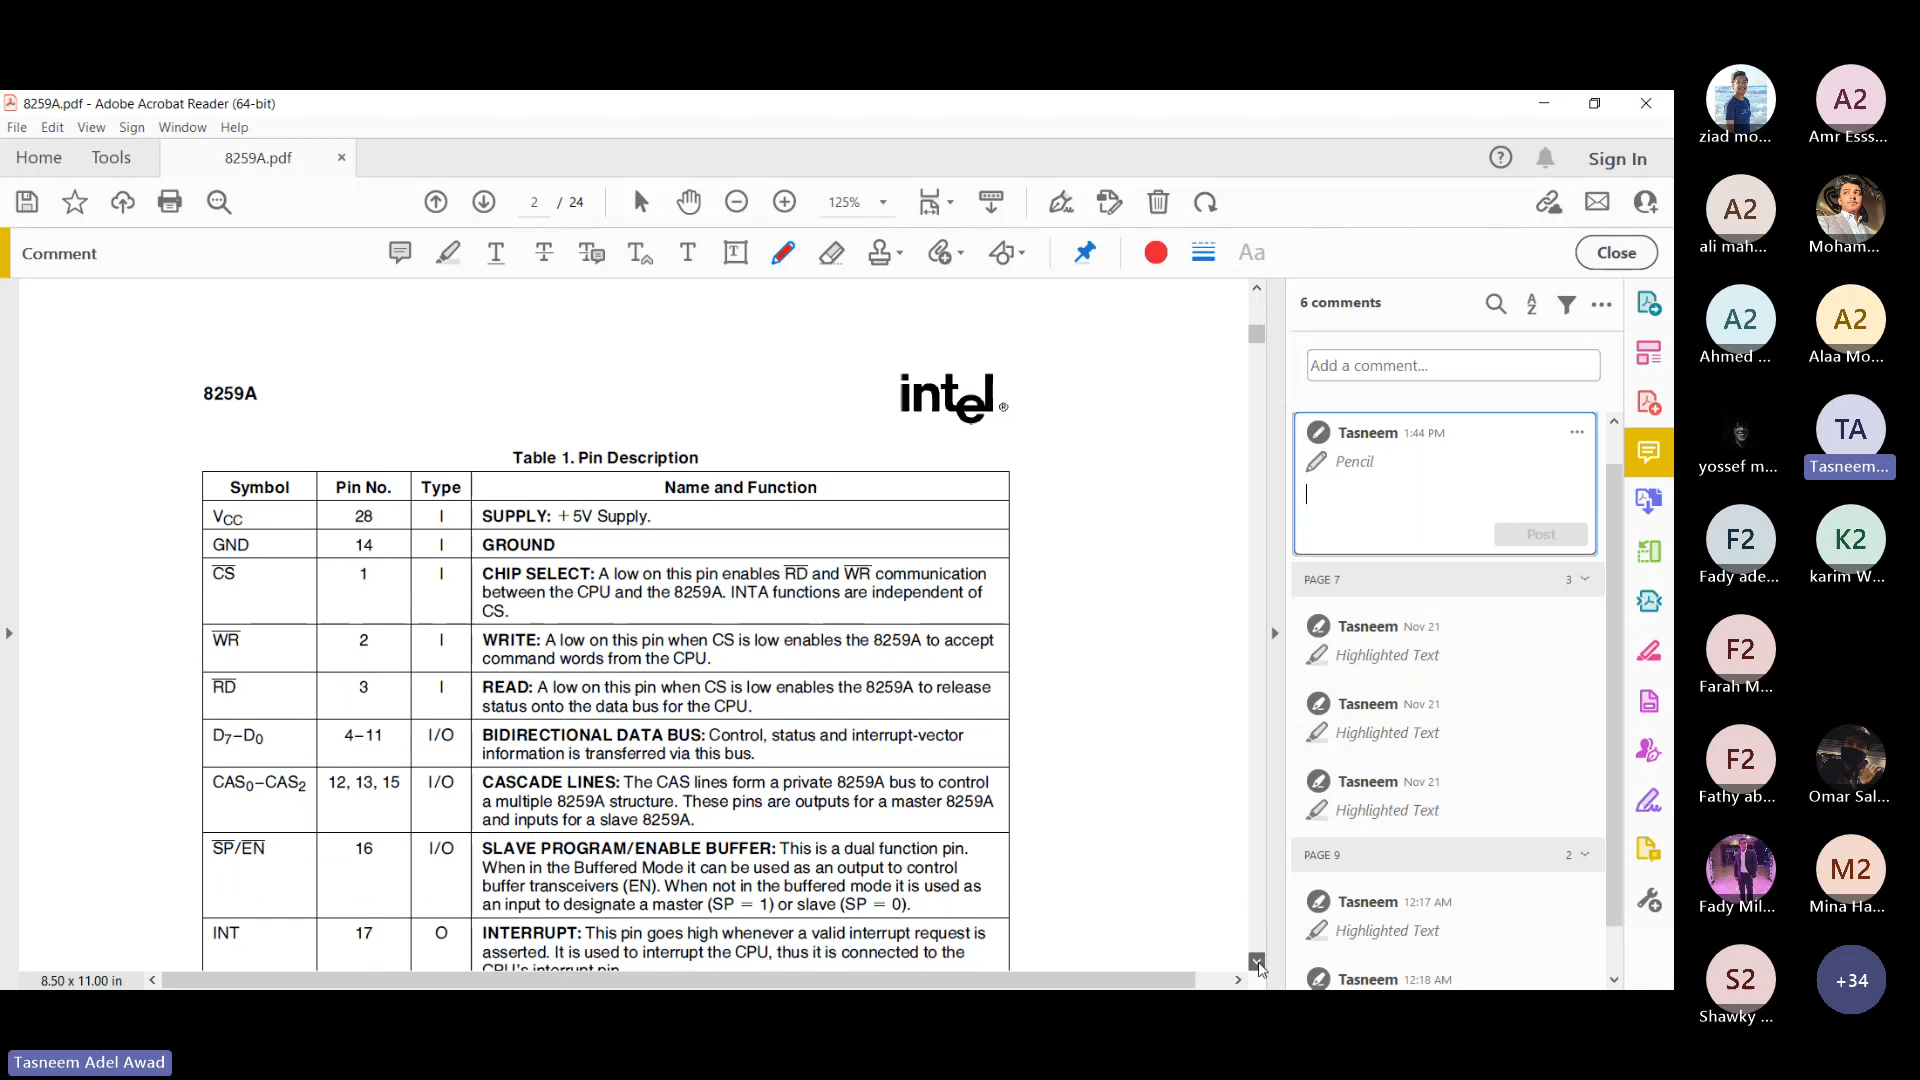 8259A.pdf - Adobe Acrobat Reader (64-bit)
File Edit View Sign Window Help
Home Tools 8259A.pdf Sign In
2 / 24 125%
Comment Close
8259A intel®
Table 1. Pin Description
Symbol Pin No. Type Name and Function
VCC 28 I SUPPLY: +5V Supply.
GND 14 I GROUND
CS 1 I CHIP SELECT: A low on this pin enables RD and WR communication
between the CPU and the 8259A. INTA functions are independent of
CS.
WR 2 I WRITE: A low on this pin when CS is low enables the 8259A to accept
command words from the CPU.
RD 3 I READ: A low on this pin when CS is low enables the 8259A to release
status onto the data bus for the CPU.
D7–D0 4–11 I/O BIDIRECTIONAL DATA BUS: Control, status and interrupt-vector
information is transferred via this bus.
CAS0–CAS2 12, 13, 15 I/O CASCADE LINES: The CAS lines form a private 8259A bus to control
a multiple 8259A structure. These pins are outputs for a master 8259A
and inputs for a slave 8259A.
SP/EN 16 I/O SLAVE PROGRAM/ENABLE BUFFER: This is a dual function pin.
When in the Buffered Mode it can be used as an output to control
buffer transceivers (EN). When not in the buffered mode it is used as
an input to designate a master (SP = 1) or slave (SP = 0).
INT 17 O INTERRUPT: This pin goes high whenever a valid interrupt request is
asserted. It is used to interrupt the CPU, thus it is connected to the
CPU's interrupt pin.
8.50 x 11.00 in
6 comments
Add a comment...
Tasneem 1:44 PM
Pencil
Post
PAGE 7 3
Tasneem Nov 21
Highlighted Text
Tasneem Nov 21
Highlighted Text
Tasneem Nov 21
Highlighted Text
PAGE 9 2
Tasneem 12:17 AM
Highlighted Text
Tasneem 12:18 AM
A2
ziad mo... Amr Esss...
A2
ali mah... Moham...
A2 A2
Ahmed ... Alaa Mo...
TA
yossef m... Tasneem...
F2 K2
Fady ade... karim W...
F2
Farah M...
F2
Fathy ab... Omar Sal...
M2
Fady Mil... Mina Ha...
S2 +34
Shawky ...
Tasneem Adel Awad